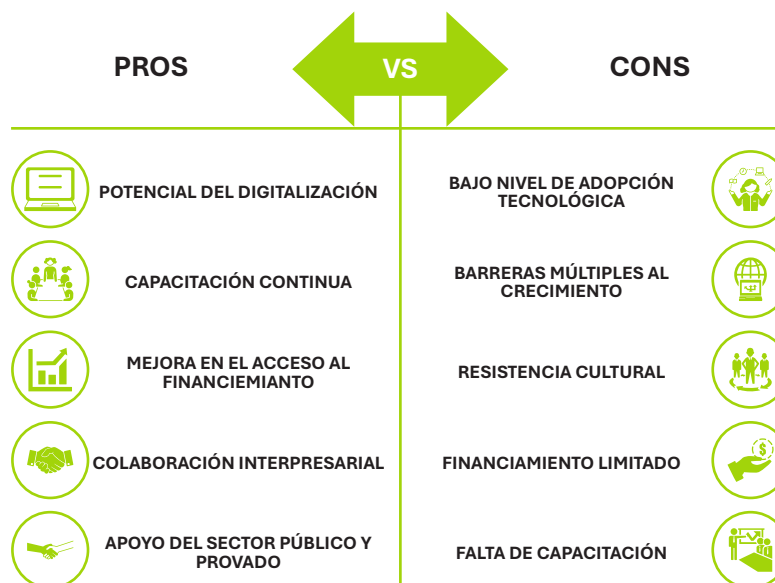 PROS
VS
CONS
POTENCIAL DEL DIGITALIZACIÓN
BAJO NIVEL DE ADOPCIÓN
TECNOLÓGICA
CAPACITACIÓN CONTINUA
BARRERAS MÚLTIPLES AL
CRECIMIENTO
MEJORA EN EL ACCESO AL
FINANCIEMIANTO
RESISTENCIA CULTURAL
COLABORACIÓN INTERPRESARIAL
FINANCIAMIENTO LIMITADO
APOYO DEL SECTOR PÚBLICO Y
PROVADO
FALTA DE CAPACITACIÓN